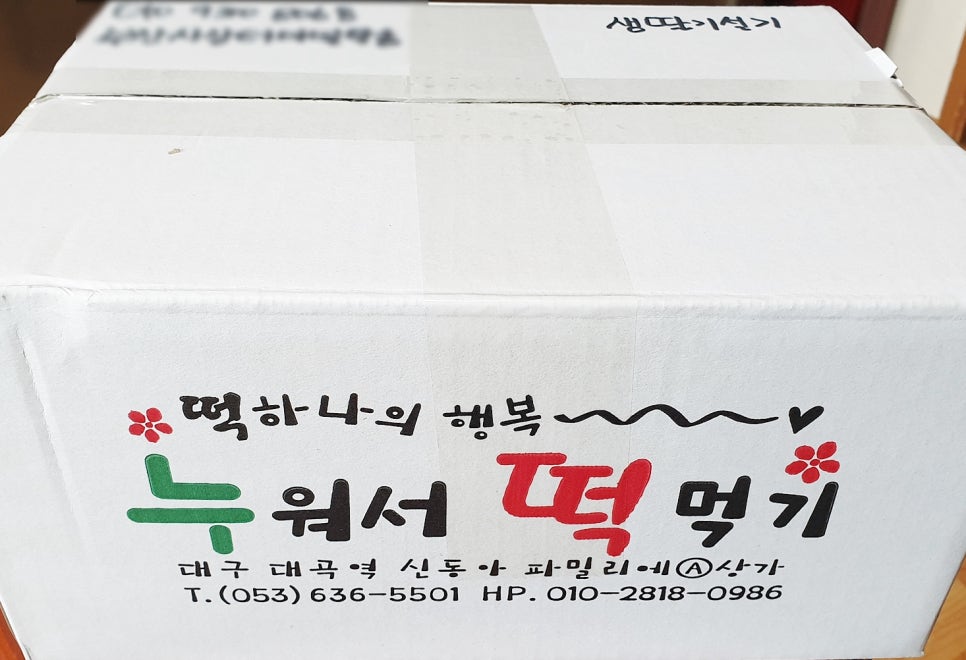 생딸기설기
떡하나의 행복
누워서 떡 먹기
대구 대곡역 신동아 파밀리에Ⓐ상가
T.(053) 636-5501 HP. 010-2818-0986